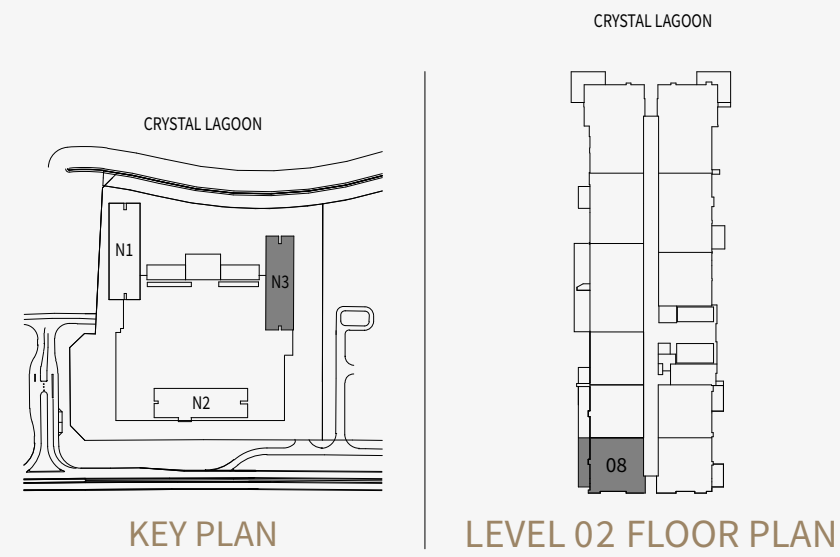 CRYSTAL LAGOON
N1
N3
N2
KEY PLAN
CRYSTAL LAGOON
08
LEVEL 02 FLOOR PLAN